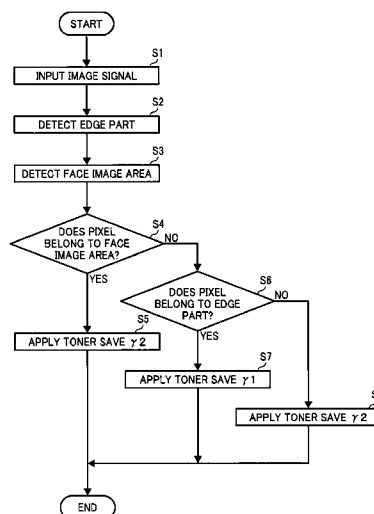 START
S1
INPUT IMAGE SIGNAL
S2
DETECT EDGE PART
S3
DETECT FACE IMAGE AREA
S4
DOES PIXEL
BELONG TO FACE
IMAGE AREA?
NO
YES
S6
DOES PIXEL
BELONG TO EDGE
PART?
NO
YES
S5
APPLY TONER SAVE γ2
S7
APPLY TONER SAVE γ1
S
APPLY TONER SAVE γ2
END